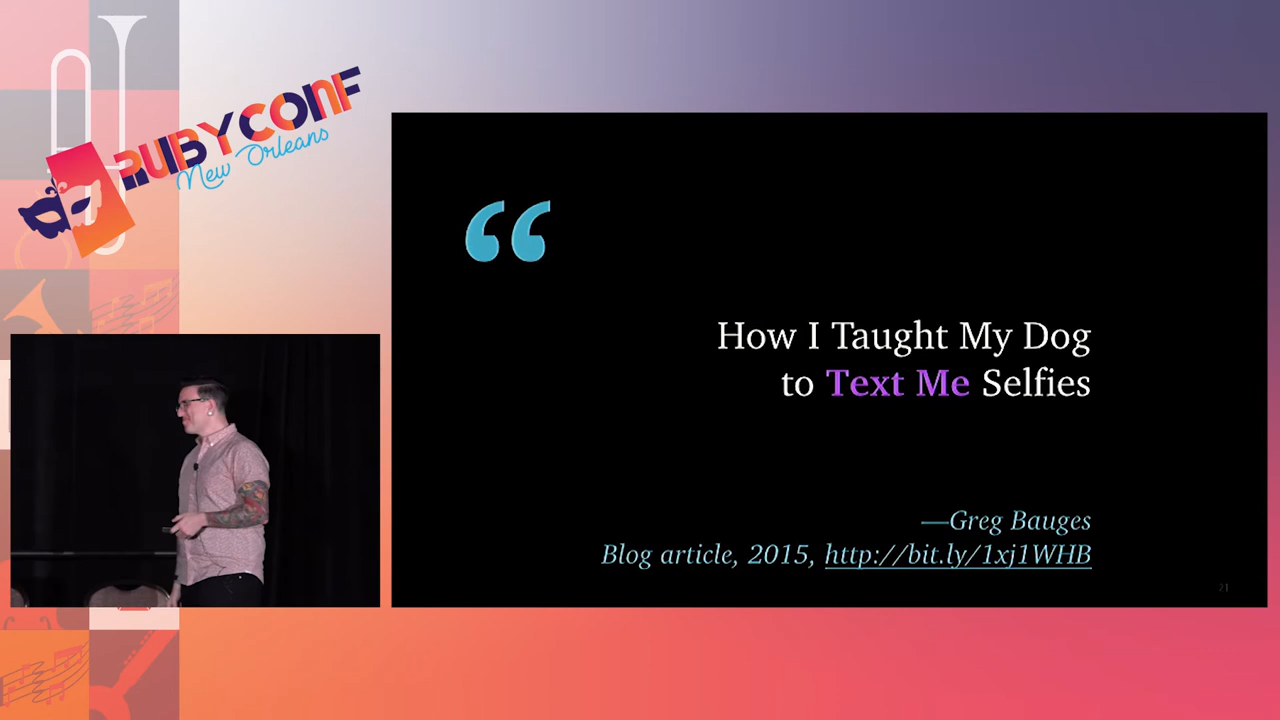 RUBYCONF
New Orleans
“
How I Taught My Dog
to Text Me Selfies
—Greg Bauges
Blog article, 2015, http://bit.ly/1xj1WHB
21